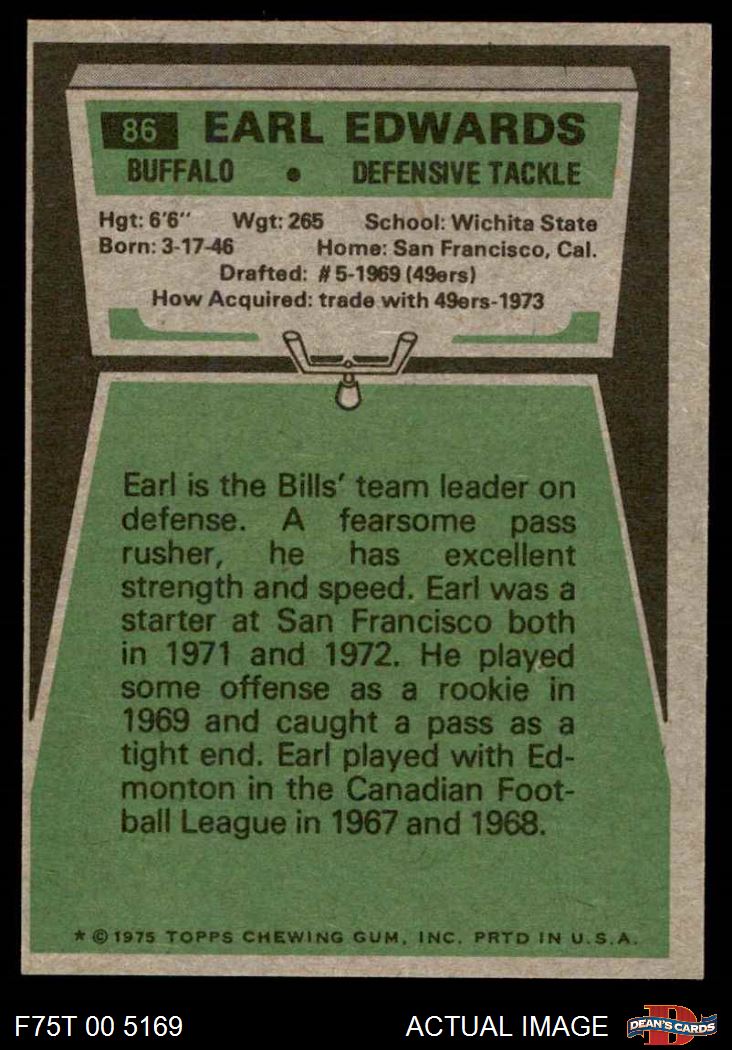 86 EARL EDWARDS
BUFFALO • DEFENSIVE TACKLE
Hgt: 6'6" Wgt: 265 School: Wichita State
Born: 3-17-46 Home: San Francisco, Cal.
Drafted: #5-1969 (49ers)
How Acquired: trade with 49ers-1973
Earl is the Bills' team leader on
defense. A fearsome pass
rusher, he has excellent
strength and speed. Earl was a
starter at San Francisco both
in 1971 and 1972. He played
some offense as a rookie in
1969 and caught a pass as a
tight end. Earl played with Ed-
monton in the Canadian Foot-
ball League in 1967 and 1968.
* © 1975 TOPPS CHEWING GUM, INC. PRTD IN U.S.A.
F75T 00 5169 ACTUAL IMAGE DEAN'S CARDS